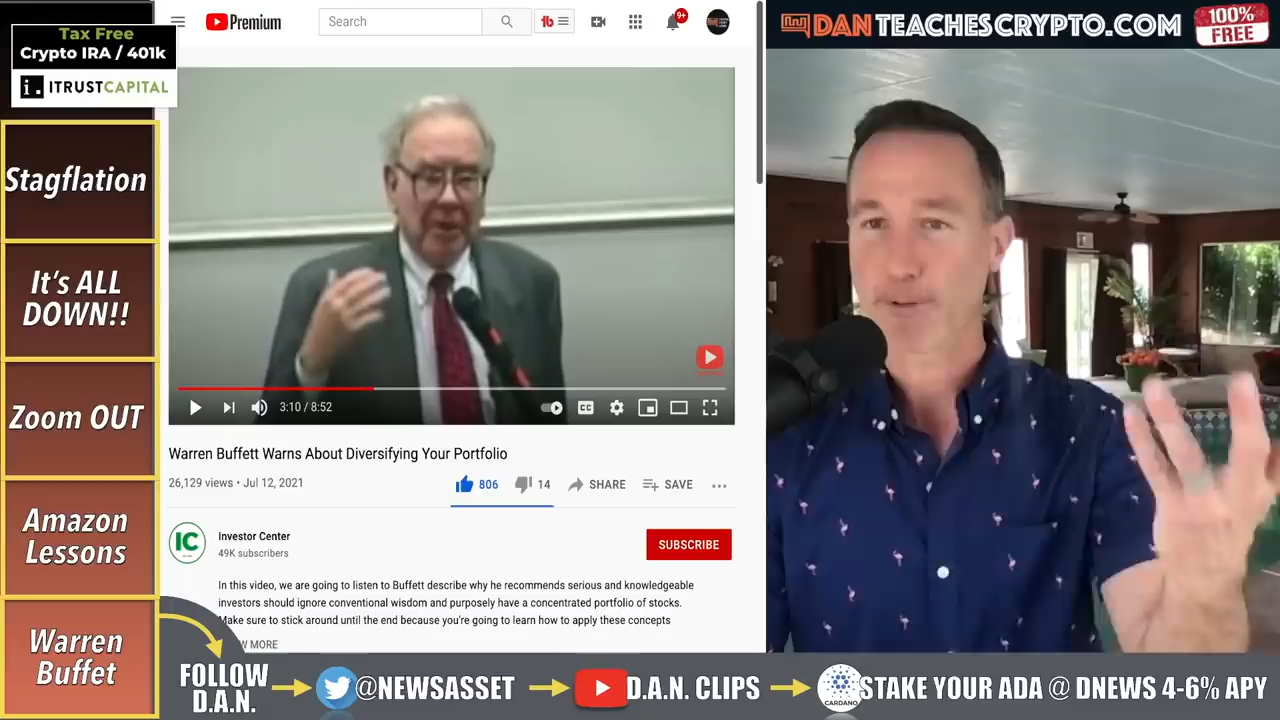 Tax Free
Crypto IRA / 401k
i. ITRUSTCAPITAL
Stagflation
It's ALL
DOWN!!
Zoom OUT
Amazon
Lessons
Warren
Buffet
Premium
Search
tb
9+
3:10 / 8:52
CC
Warren Buffett Warns About Diversifying Your Portfolio
26,129 views • Jul 12, 2021
806
14
SHARE
SAVE
IC
Investor Center
49K subscribers
SUBSCRIBE
In this video, we are going to listen to Buffett describe why he recommends serious and knowledgeable
investors should ignore conventional wisdom and purposely have a concentrated portfolio of stocks.
Make sure to stick around until the end because you're going to learn how to apply these concepts
MORE
DANTEACHESCRYPTO.COM
100%
FREE
FOLLOW
D.A.N.
@NEWSASSET
D.A.N. CLIPS
CARDANO
STAKE YOUR ADA @ DNEWS 4-6% APY